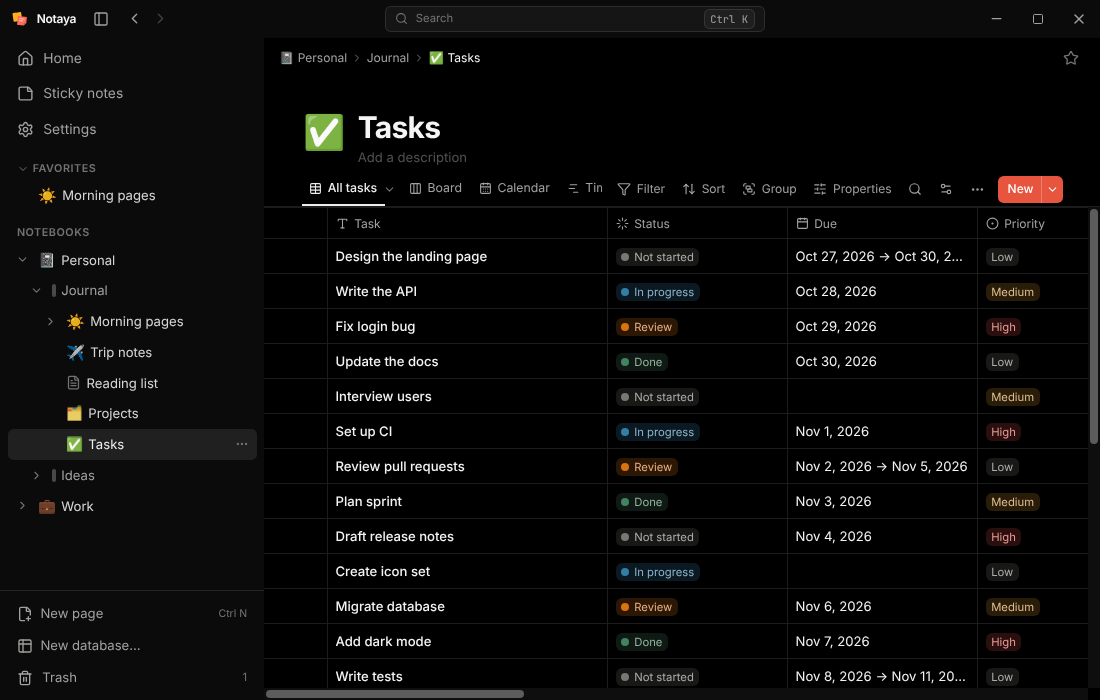 Notaya
Search
Ctrl K
Home
Sticky notes
Settings
FAVORITES
Morning pages
NOTEBOOKS
Personal
Journal
Morning pages
Trip notes
Reading list
Projects
Tasks
Ideas
Work
New page Ctrl N
New database...
Trash 1
Personal > Journal > Tasks
Tasks
Add a description
All tasks Board Calendar Tin Filter Sort Group Properties New
Task Status Due Priority
Design the landing page Not started Oct 27, 2026 → Oct 30, 2... Low
Write the API In progress Oct 28, 2026 Medium
Fix login bug Review Oct 29, 2026 High
Update the docs Done Oct 30, 2026 Low
Interview users Not started Medium
Set up CI In progress Nov 1, 2026 High
Review pull requests Review Nov 2, 2026 → Nov 5, 2026 Low
Plan sprint Done Nov 3, 2026 Medium
Draft release notes Not started Nov 4, 2026 High
Create icon set In progress Low
Migrate database Review Nov 6, 2026 Medium
Add dark mode Done Nov 7, 2026 High
Write tests Not started Nov 8, 2026 → Nov 11, 20... Low